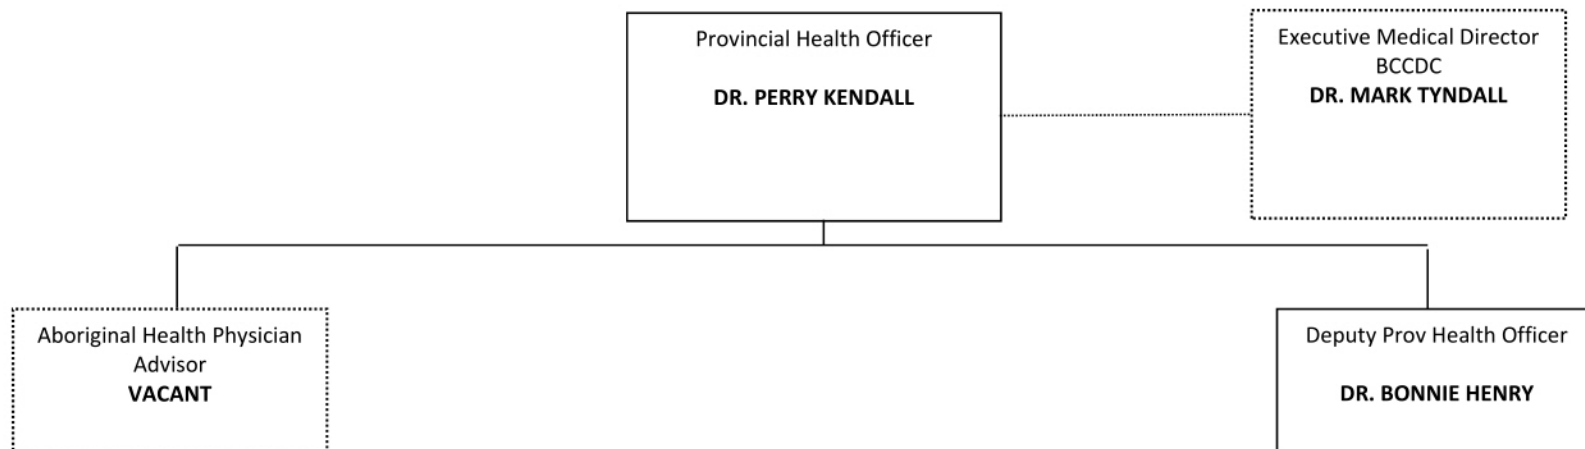 Provincial Health Officer
DR. PERRY KENDALL
Executive Medical Director
BCCDC
DR. MARK TYNDALL
Aboriginal Health Physician
Advisor
VACANT
Deputy Prov Health Officer
DR. BONNIE HENRY